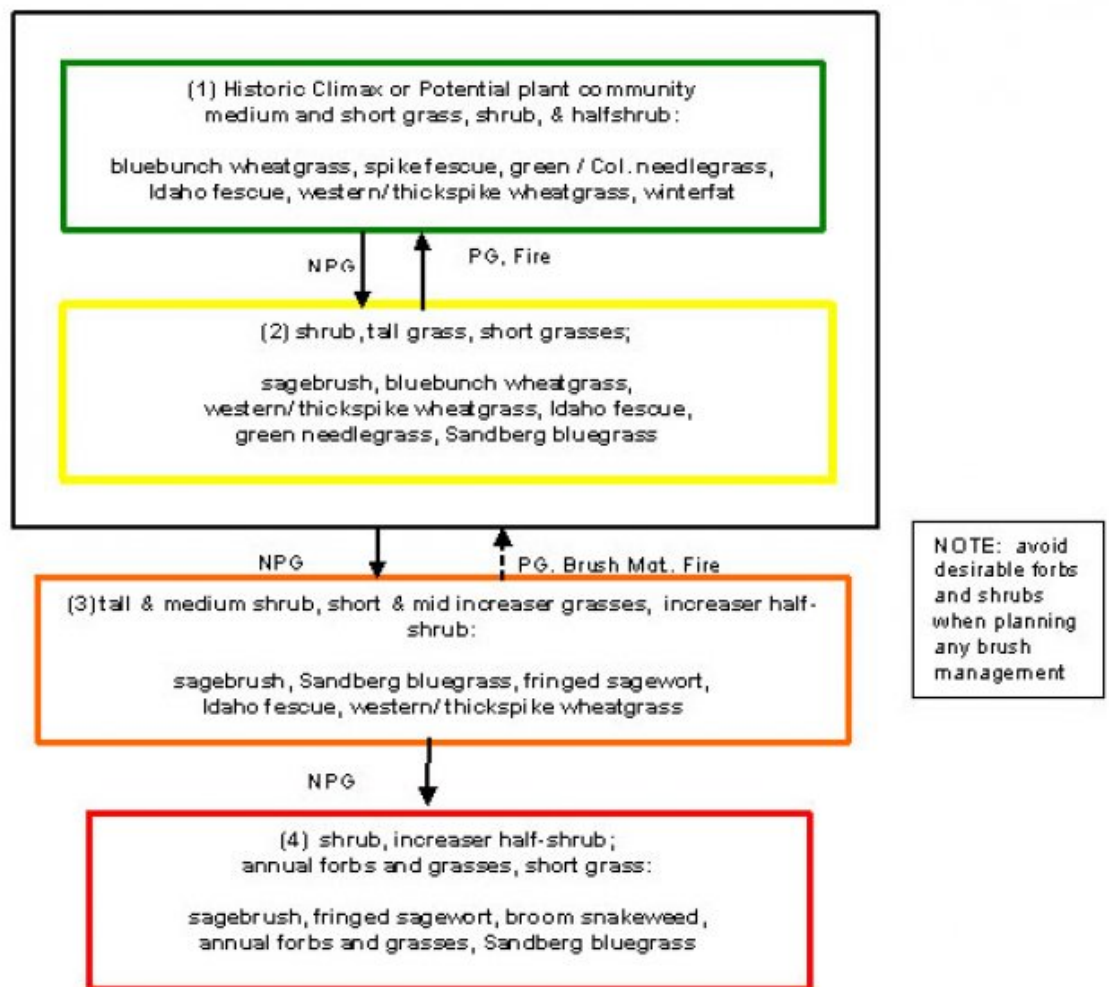 (1) Historic Climax or Potential plant community
medium and short grass, shrub, & halfshrub:
bluebunch wheatgrass, spike fescue, green / Col. needlegrass,
Idaho fescue, western/thickspike wheatgrass, winterfat
NPG
PG, Fire
(2) shrub, tall grass, short grasses;
sagebrush, bluebunch wheatgrass,
western/thickspike wheatgrass, Idaho fescue,
green needlegrass, Sandberg bluegrass
NPG
PG. Brush Mat. Fire
(3) tall & medium shrub, short & mid increaser grasses, increaser half-
shrub:
sagebrush, Sandberg bluegrass, fringed sagewort,
Idaho fescue, western/thickspike wheatgrass
NOTE: avoid
desirable forbs
and shrubs
when planning
any brush
management
NPG
(4) shrub, increaser half-shrub;
annual forbs and grasses, short grass:
sagebrush, fringed sagewort, broom snakeweed,
annual forbs and grasses, Sandberg bluegrass